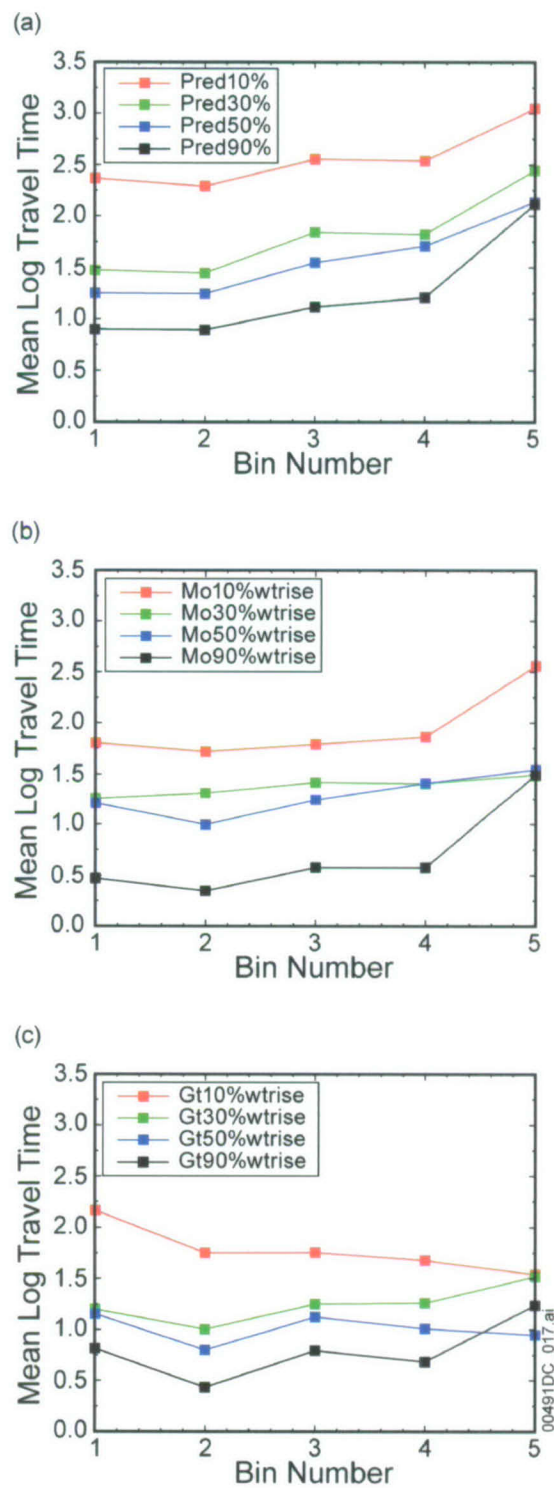 (a)
3.5
3.0
2.5
2.0
1.5
1.0
0.5
0.0
Mean Log Travel Time
Pred10%
Pred30%
Pred50%
Pred90%
1 2 3 4 5
Bin Number
(b)
3.5
3.0
2.5
2.0
1.5
1.0
0.5
0.0
Mean Log Travel Time
Mo10%wtrise
Mo30%wtrise
Mo50%wtrise
Mo90%wtrise
1 2 3 4 5
Bin Number
(c)
3.5
3.0
2.5
2.0
1.5
1.0
0.5
0.0
Mean Log Travel Time
Gt10%wtrise
Gt30%wtrise
Gt50%wtrise
Gt90%wtrise
1 2 3 4 5
Bin Number
00491DC_017.ai